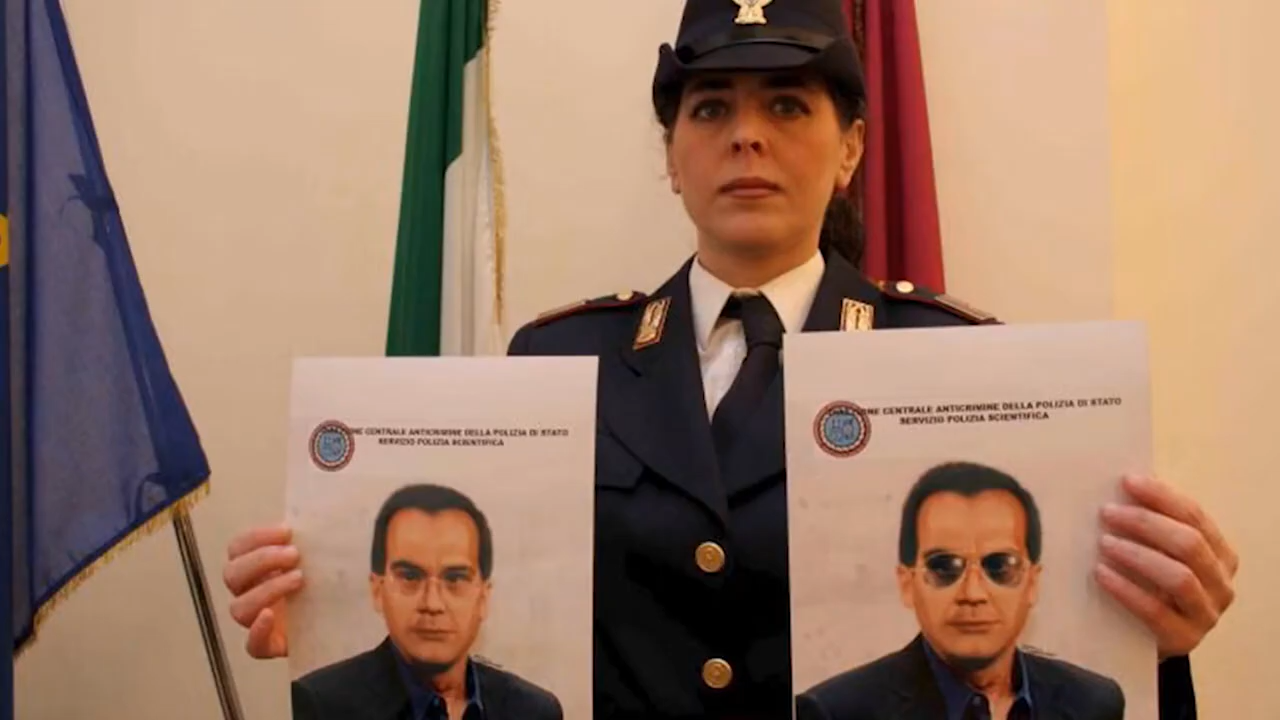 NE CENTRALE ANTICRIMINE DELLA POLIZIA DI STATO
SERVIZIO POLIZIA SCIENTIFICA
ONE CENTRALE ANTICRIMINE DELLA POLIZIA DI STATO
SERVIZIO POLIZIA SCIENTIFICA